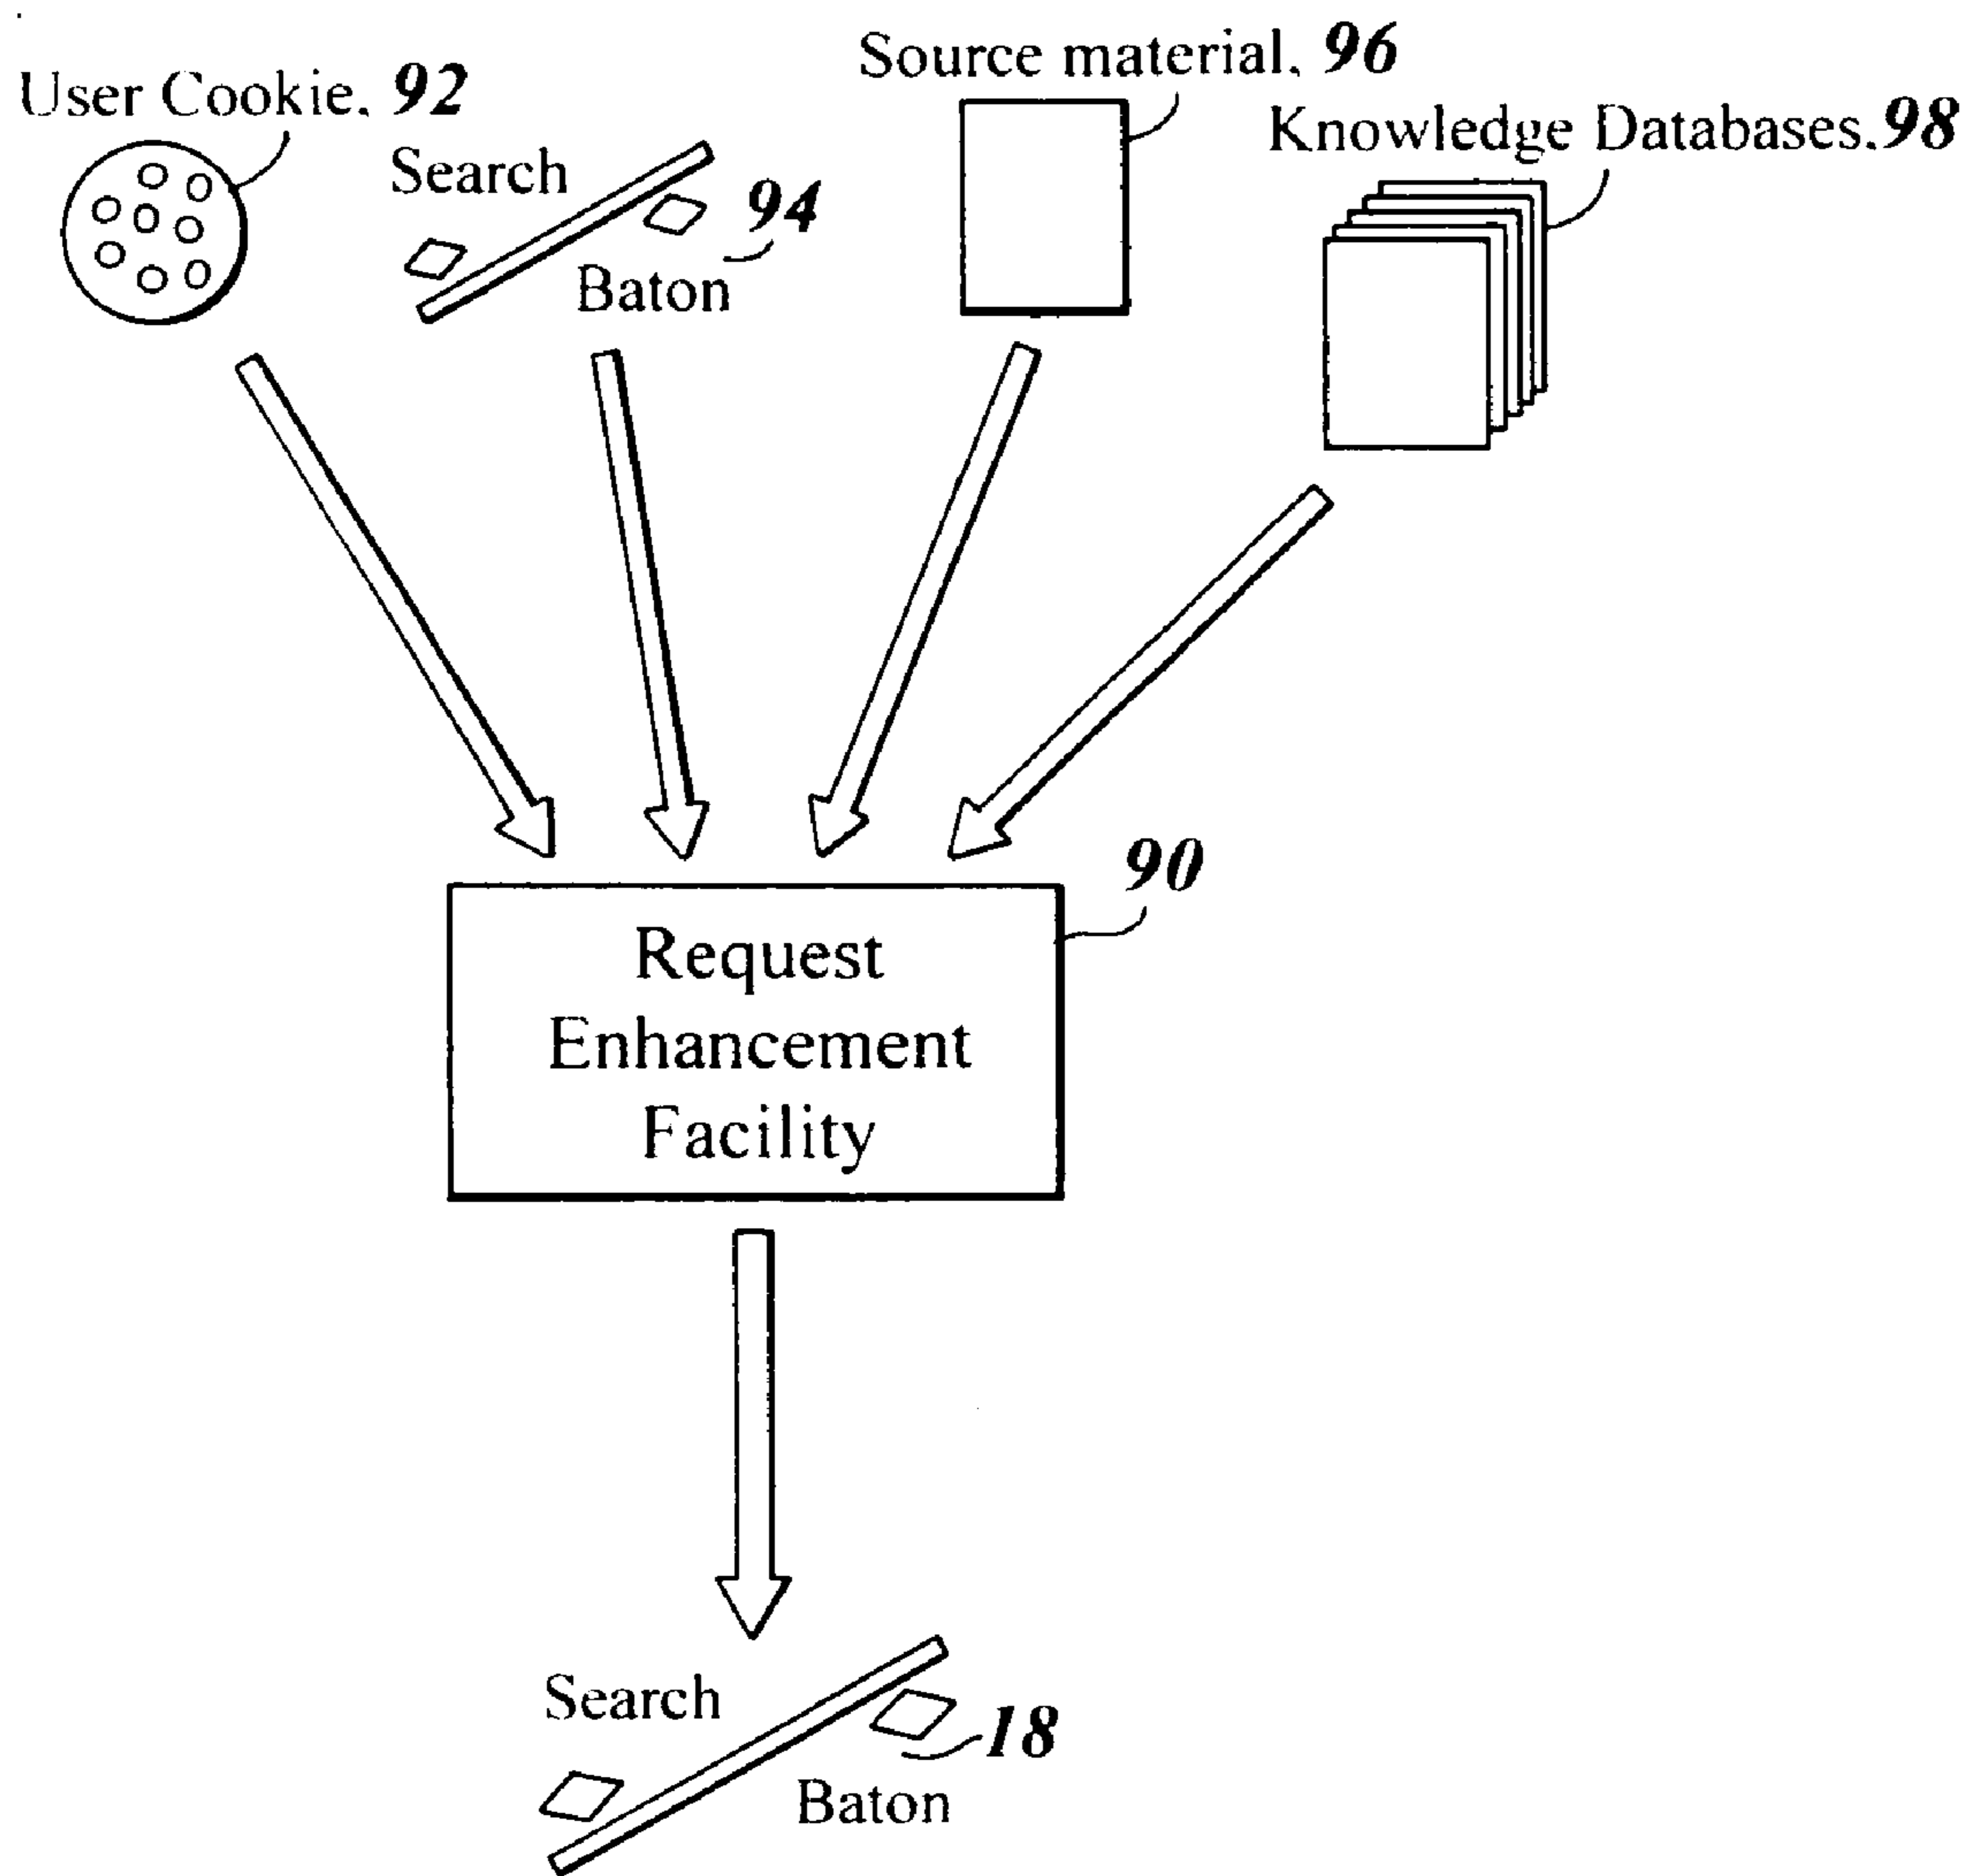 Source material. 96
User Cookie. 92
Knowledge Databases. 98
Search
94
Baton
90
Request
Enhancement
Facility
Search
18
Baton